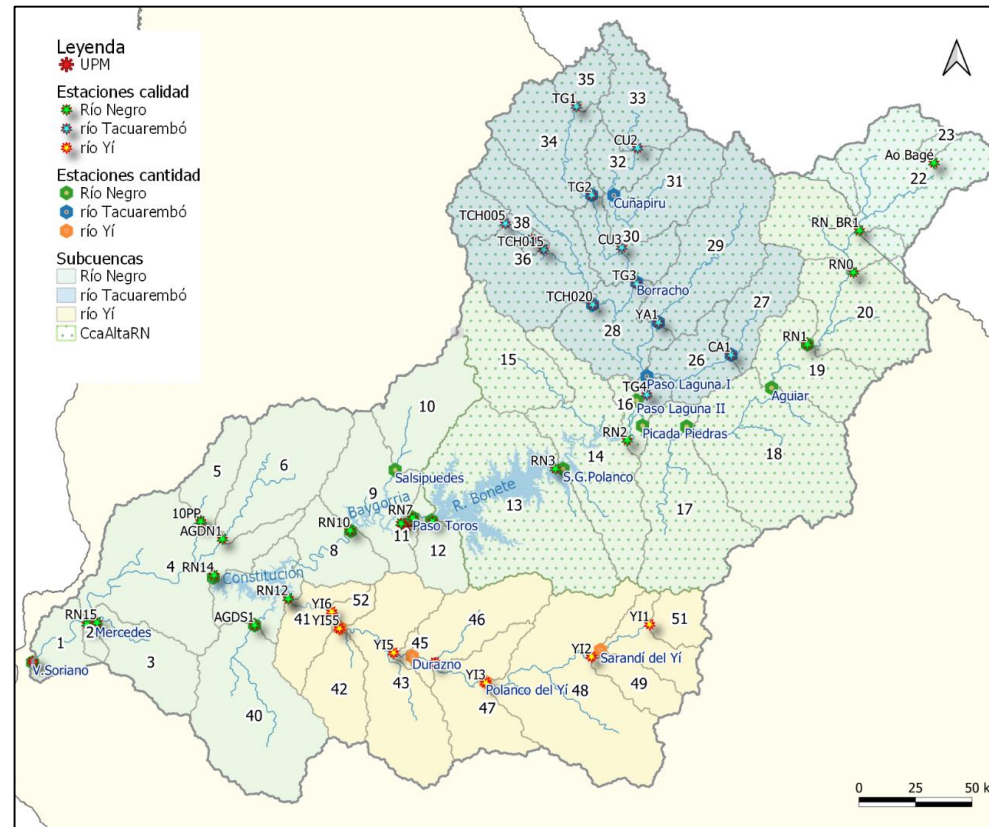 Leyenda
UPM
Estaciones calidad
Río Negro
río Tacuarembó
río Yí
Estaciones cantidad
Río Negro
río Tacuarembó
río Yí
Subcuencas
Río Negro
río Tacuarembó
río Yí
CcaAltaRN
35
TG1
33
34
CU2
32
23
Ao Bagé
22
31
TG2
Cuñapiru
TCH005
38
RN_BR1
30
CU3
29
TCH015
36
RN0
TG3
Borracho
27
TCH020
20
YA1
28
RN1
CA1
15
26
19
Paso Laguna I
TG4
Aguiar
16
Paso Laguna II
10
Picada Piedras
RN2
18
14
5
6
RN3
S.G.Polanco
9
Salsipuedes
R. Bonete
13
17
Baygorria
RN7
10PP
RN10
11
Paso Toros
AGDN1
8
12
4
RN14
Constitución
RN12
52
YI6
41
46
51
YI1
RN15
AGDS1
YI55
1
2
Mercedes
45
YI5
Durazno
YI2
Sarandí del Yí
V.Soriano
3
YI3
42
43
Polanco del Yí
48
49
47
40
0 25 50 k